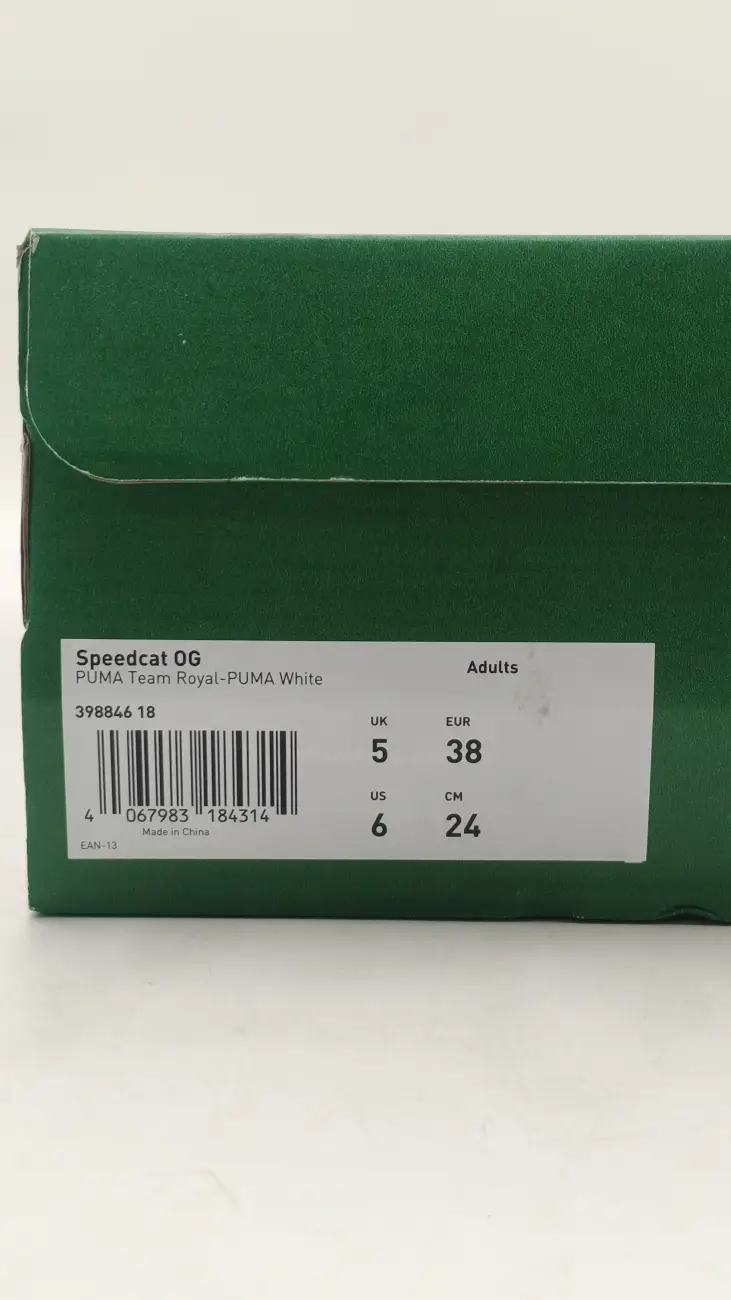 Speedcat OG
PUMA Team Royal-PUMA White
Adults
398846 18
UK
EUR
5
38
US
CM
6
24
4 067983 184314
Made in China
EAN-13